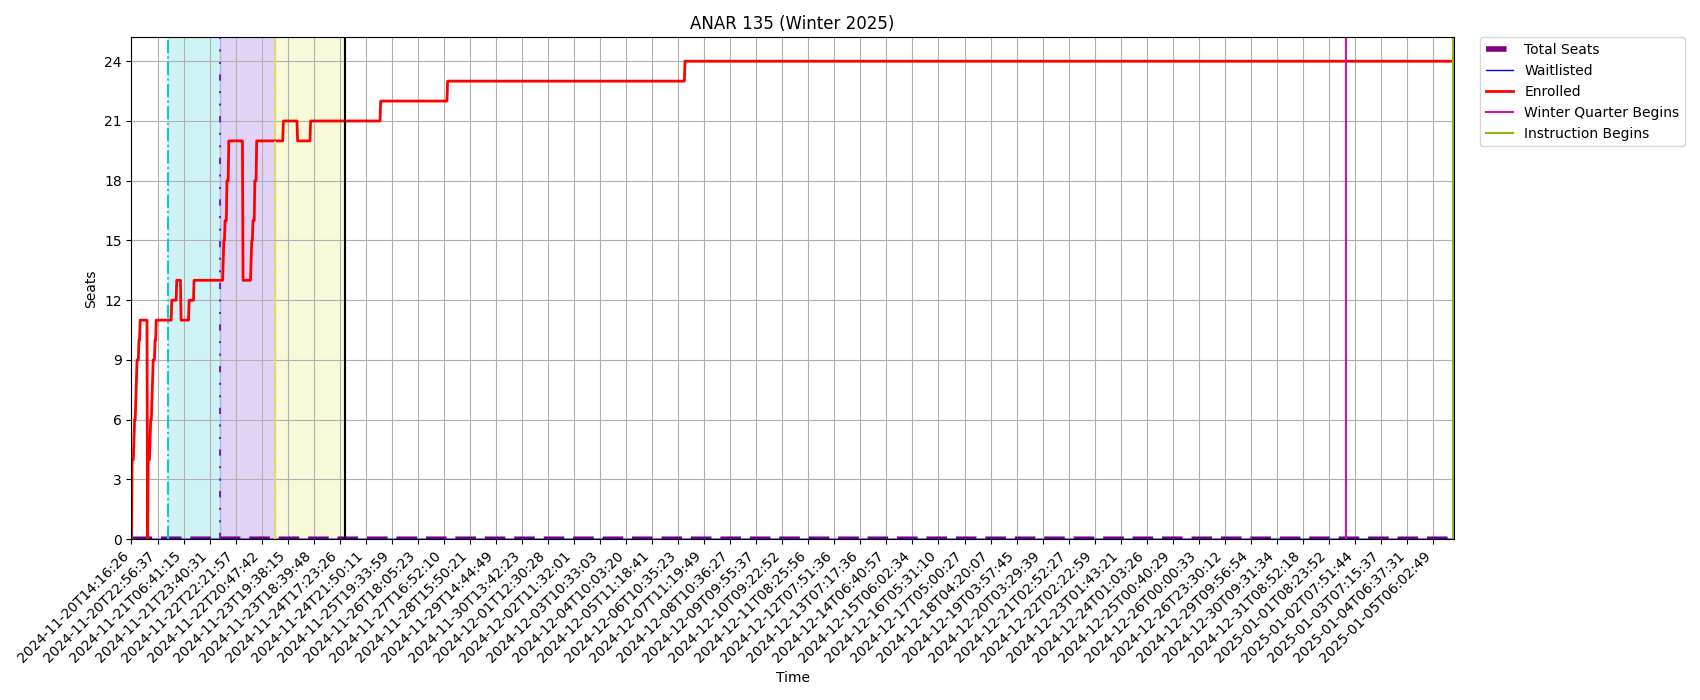 ANAR 135 (Winter 2025)
Total Seats
Waitlisted
Enrolled
Winter Quarter Begins
Instruction Begins
Seats
24
21
18
15
12
9
6
3
0
2024-11-20T14:16:26
2024-11-20T22:56:37
2024-11-21T06:41:15
2024-11-21T23:40:31
2024-11-22T22:21:57
2024-11-22T20:47:42
2024-11-23T19:38:15
2024-11-23T18:39:48
2024-11-24T17:23:26
2024-11-24T21:50:11
2024-11-25T19:33:59
2024-11-26T18:05:23
2024-11-27T16:52:10
2024-11-28T15:50:21
2024-11-29T14:44:49
2024-11-30T13:42:23
2024-12-01T12:30:28
2024-12-02T11:32:01
2024-12-03T10:33:03
2024-12-04T10:03:20
2024-12-05T11:18:41
2024-12-06T10:35:23
2024-12-07T11:19:49
2024-12-08T10:36:27
2024-12-09T09:55:37
2024-12-10T09:22:52
2024-12-11T08:25:56
2024-12-12T07:51:36
2024-12-13T07:17:36
2024-12-14T06:40:57
2024-12-15T06:02:34
2024-12-16T05:31:10
2024-12-17T05:00:27
2024-12-18T04:20:07
2024-12-19T03:57:45
2024-12-20T03:29:39
2024-12-21T02:52:27
2024-12-22T02:22:59
2024-12-23T01:43:21
2024-12-24T01:03:26
2024-12-25T00:40:29
2024-12-26T00:00:33
2024-12-26T23:30:12
2024-12-29T09:56:54
2024-12-30T09:31:34
2024-12-31T08:52:18
2025-01-01T08:23:52
2025-01-02T07:51:44
2025-01-03T07:15:37
2025-01-04T06:37:31
2025-01-05T06:02:49
Time